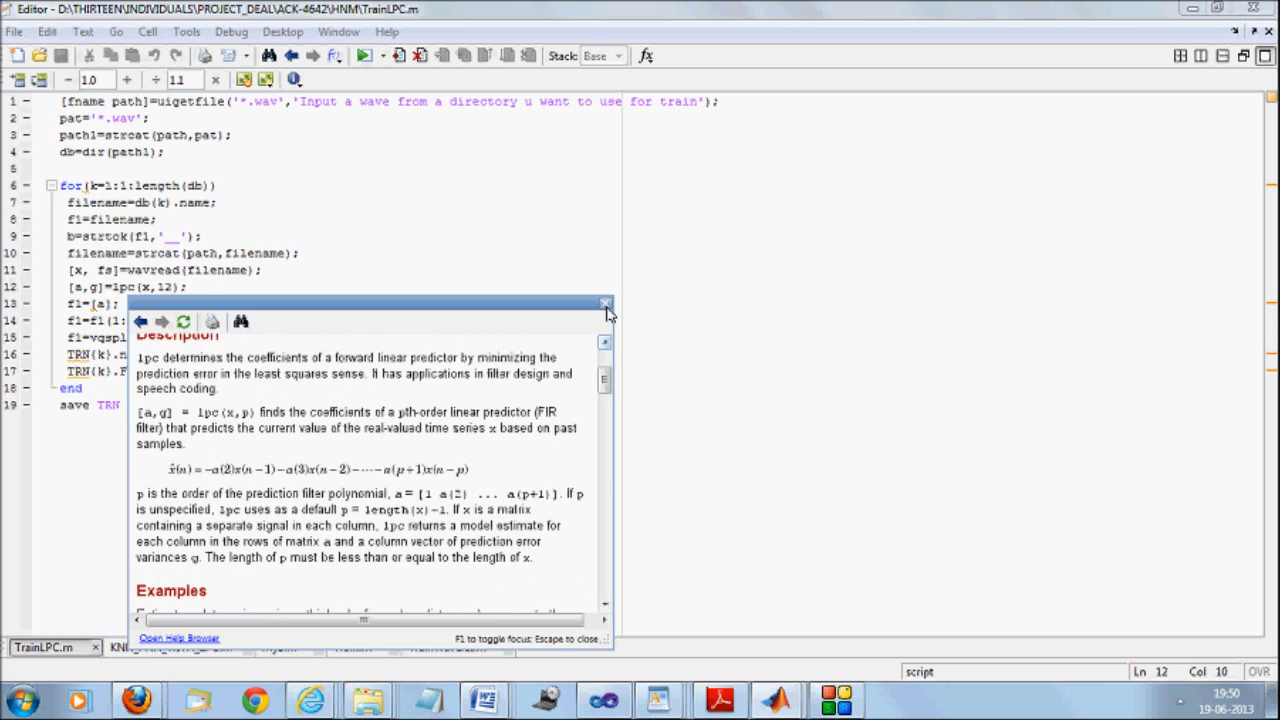 Editor - D:\THIRTEEN\INDIVIDUALS\PROJECT_DEAL\ACK-4642\HNM\TrainLPC.m
File Edit Text Go Cell Tools Debug Desktop Window Help
Stack: Base fx
− 1.0 + ÷ 1.1 ×
1 − [fname path]=uigetfile('*.wav','Input a wave from a directory u want to use for train');
2 − pat='*.wav';
3 − path1=strcat(path,pat);
4 − db=dir(path1);
5
6 − for(k=1:1:length(db))
7 − filename=db(k).name;
8 − f1=filename;
9 − b=strtok(f1,'__');
10 − filename=strcat(path,filename);
11 − [x, fs]=wavread(filename);
12 − [a,g]=lpc(x,12);
13 − f1=[a];
14 − f1=f1(1:
15 − f1=vqspl
16 − TRN{k}.n
17 − TRN{k}.F
18 − end
19 − save TRN
Description
lpc determines the coefficients of a forward linear predictor by minimizing the
prediction error in the least squares sense. It has applications in filter design and
speech coding.
[a,g] = lpc(x,p) finds the coefficients of a pth-order linear predictor (FIR
filter) that predicts the current value of the real-valued time series x based on past
samples.
x̂(n) = −a(2)x(n−1)−a(3)x(n−2)−⋯−a(p+1)x(n−p)
p is the order of the prediction filter polynomial, a = [1 a(2) ... a(p+1)]. If p
is unspecified, lpc uses as a default p = length(x)-1. If x is a matrix
containing a separate signal in each column, lpc returns a model estimate for
each column in the rows of matrix a and a column vector of prediction error
variances g. The length of p must be less than or equal to the length of x.
Examples
Open Help Browser F1 to toggle focus; Escape to close
TrainLPC.m ×
script Ln 12 Col 10 OVR
19:50
19-06-2013